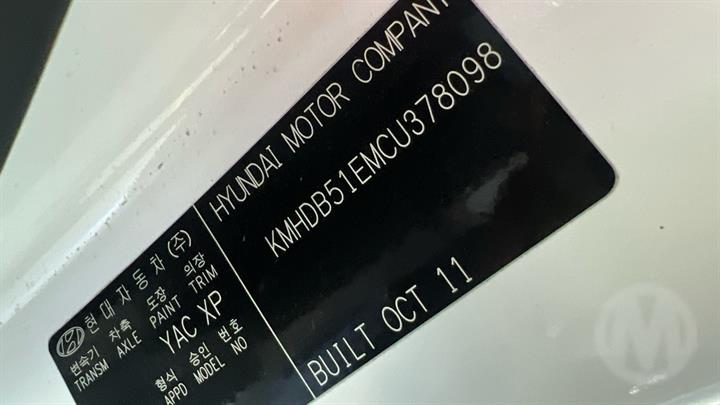 HYUNDAI MOTOR COMPANY
KMHDB51EMCU378098
BUILT OCT 11
현대자동차(주)
변속기 차축 도장 의장
TRANSM AXLE PAINT TRIM
YAC XP
형식 승인 번호
APPD MODEL NO
M